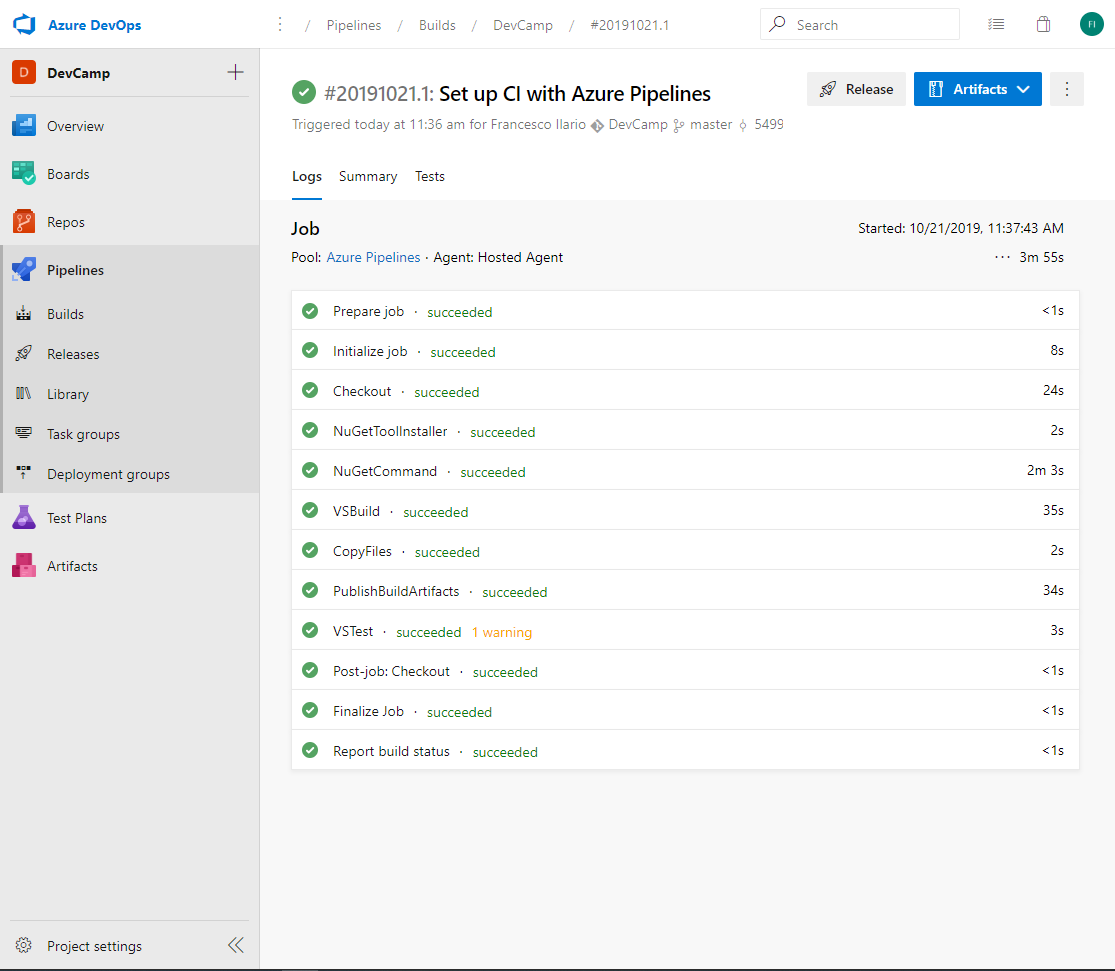 Azure DevOps
/ Pipelines / Builds / DevCamp / #20191021.1
Search
FI
D DevCamp
Overview
Boards
Repos
Pipelines
Builds
Releases
Library
Task groups
Deployment groups
Test Plans
Artifacts
Project settings
#20191021.1: Set up CI with Azure Pipelines
Release
Artifacts
Triggered today at 11:36 am for Francesco Ilario DevCamp master 5499
Logs Summary Tests
Job
Started: 10/21/2019, 11:37:43 AM
Pool: Azure Pipelines · Agent: Hosted Agent
··· 3m 55s
Prepare job · succeeded <1s
Initialize job · succeeded 8s
Checkout · succeeded 24s
NuGetToolInstaller · succeeded 2s
NuGetCommand · succeeded 2m 3s
VSBuild · succeeded 35s
CopyFiles · succeeded 2s
PublishBuildArtifacts · succeeded 34s
VSTest · succeeded 1 warning 3s
Post-job: Checkout · succeeded <1s
Finalize Job · succeeded <1s
Report build status · succeeded <1s